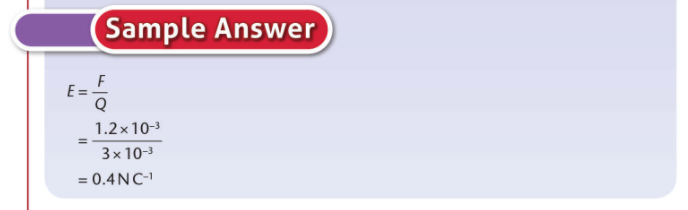 Sample Answer
E = F/Q
= 1.2 × 10⁻³ / 3 × 10⁻³
= 0.4 N C⁻¹